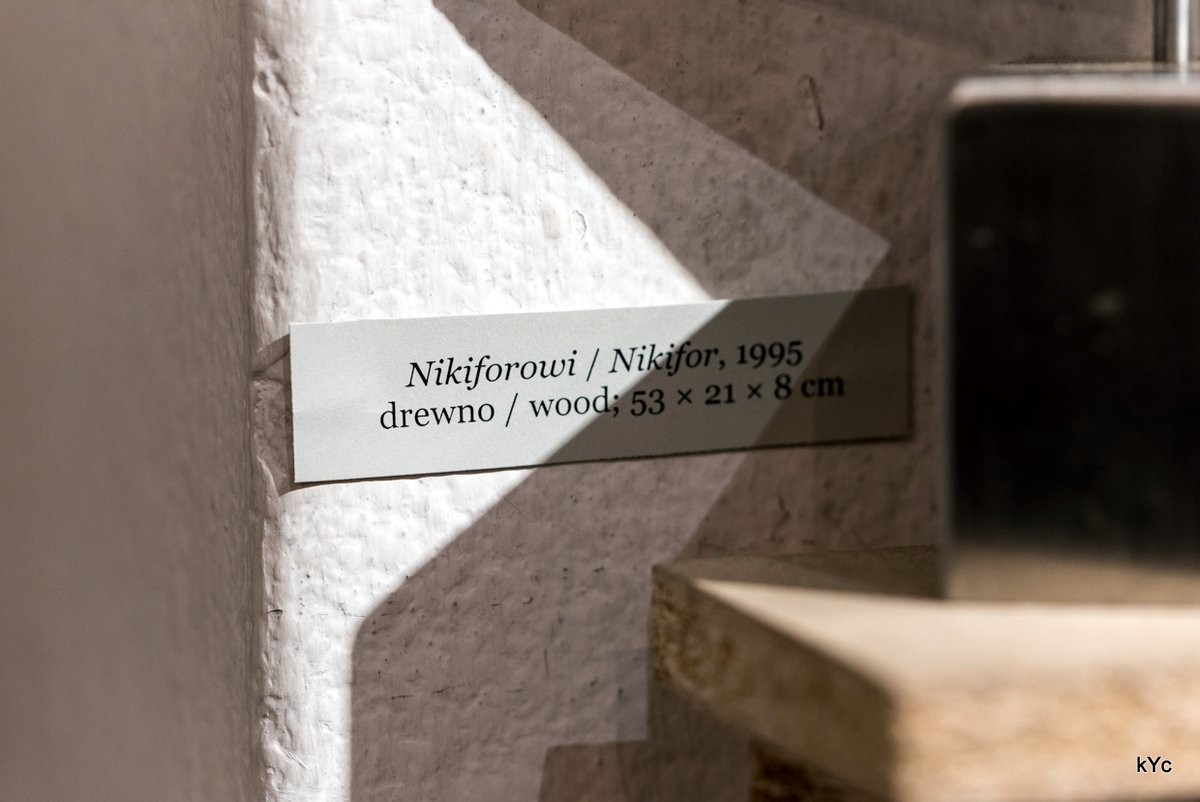 Nikiforowi / Nikifor, 1995
drewno / wood; 53 × 21 × 8 cm
kYc